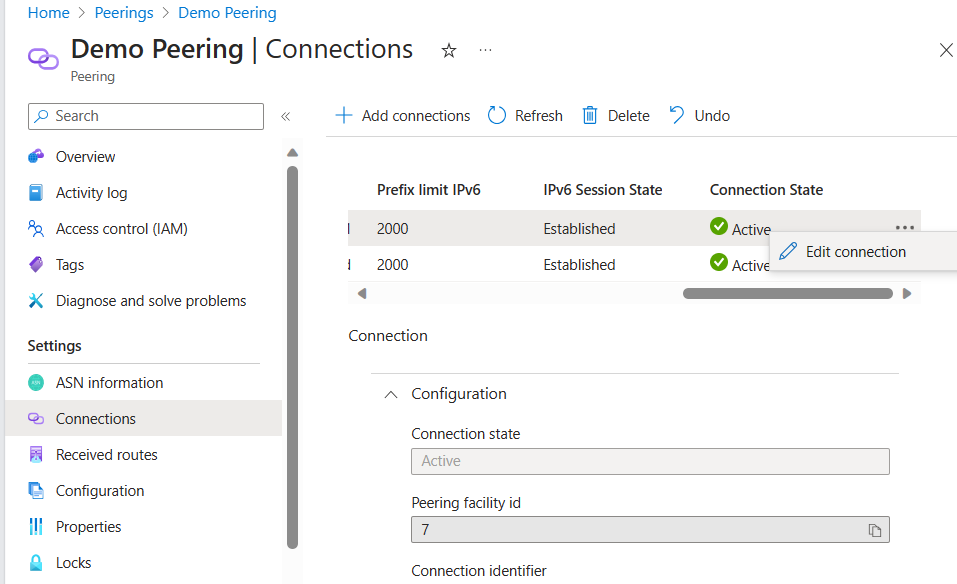 Home > Peerings > Demo Peering
Demo Peering | Connections
Peering
Search
Overview
Activity log
Access control (IAM)
Tags
Diagnose and solve problems
Settings
ASN information
Connections
Received routes
Configuration
Properties
Locks
Add connections Refresh Delete Undo
Prefix limit IPv6 IPv6 Session State Connection State
2000 Established Active
2000 Established Active
Edit connection
Connection
Configuration
Connection state
Active
Peering facility id
7
Connection identifier